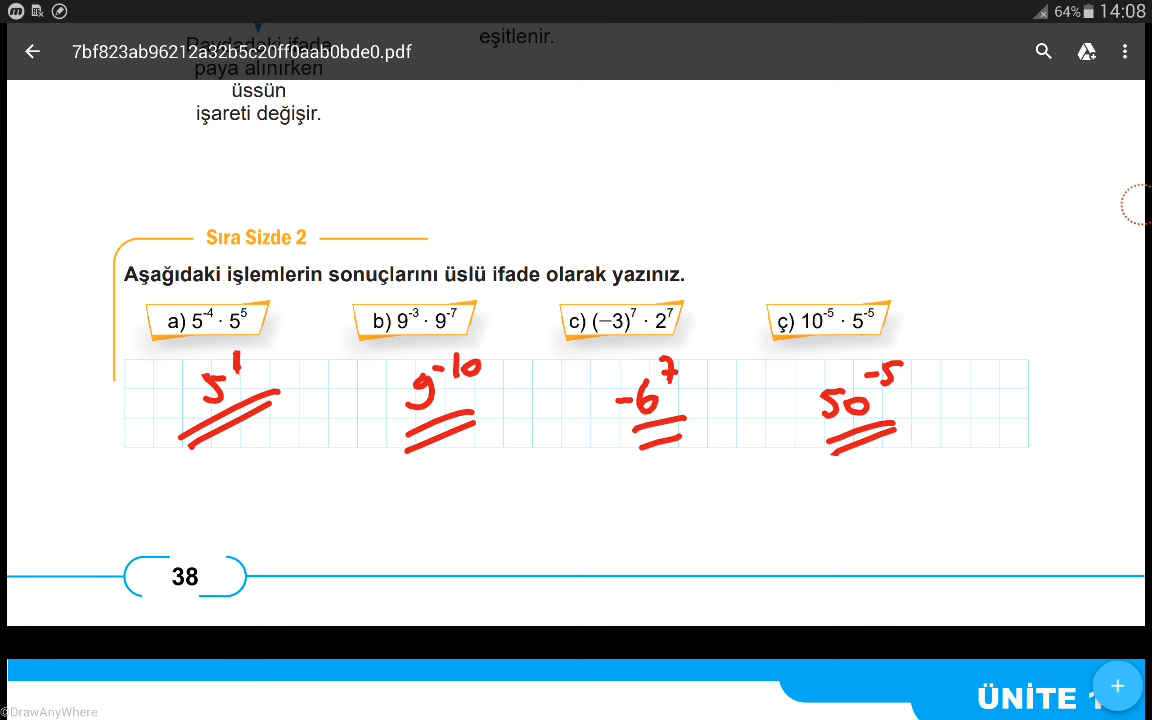 64% 14:08
Paydadaki ifade
eşitlenir.
7bf823ab96212a32b5c20ff0aab0bde0.pdf
paya alınırken
üssün
işareti değişir.
Sıra Sizde 2
Aşağıdaki işlemlerin sonuçlarını üslü ifade olarak yazınız.
a) 5⁻⁴ · 5⁵ b) 9⁻³ · 9⁻⁷ c) (−3)⁷ · 2⁷ ç) 10⁻⁵ · 5⁻⁵
5¹ 9⁻¹⁰ -6⁷ 50⁻⁵
38
ÜNİTE 1
©DrawAnyWhere